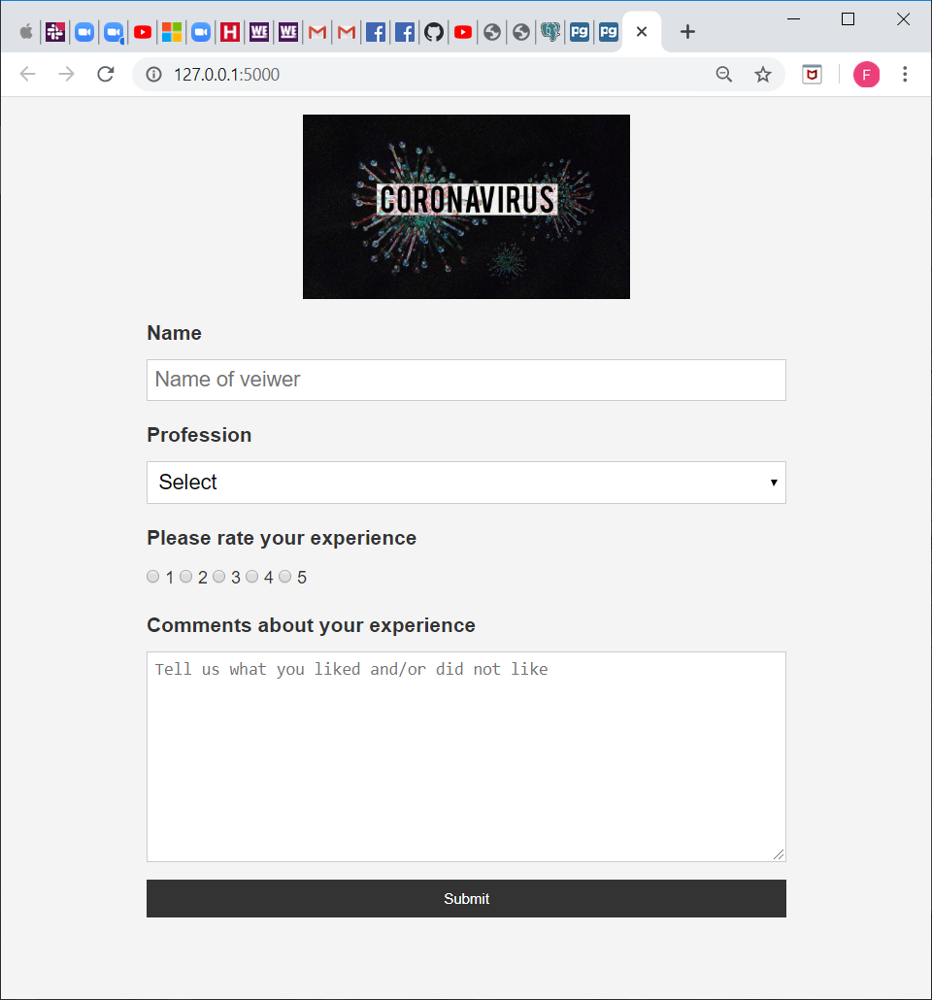 H WE WE M M f f pg pg
127.0.0.1:5000
F
CORONAVIRUS
Name
Name of veiwer
Profession
Select
Please rate your experience
1 2 3 4 5
Comments about your experience
Tell us what you liked and/or did not like
Submit